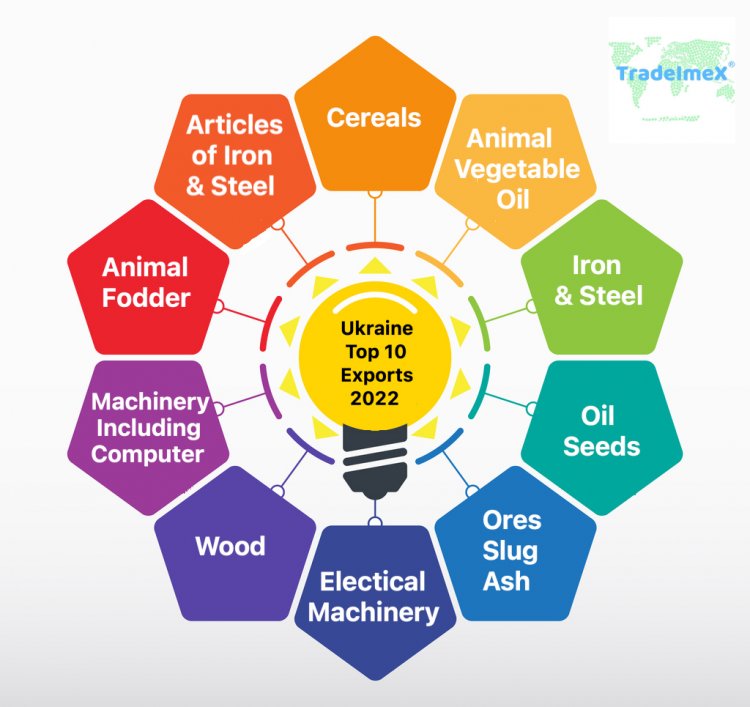 TradeImeX®
Cereals
Animal
Vegetable
Oil
Iron
& Steel
Oil
Seeds
Ores
Slug
Ash
Electical
Machinery
Wood
Machinery
Including
Computer
Animal
Fodder
Articles
of Iron
& Steel
Ukraine
Top 10
Exports
2022